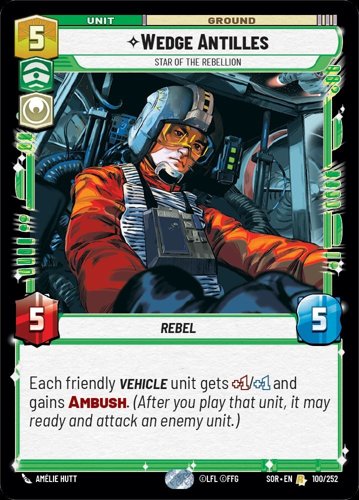 UNIT GROUND
5 Wedge Antilles
STAR OF THE REBELLION
5 5
REBEL
Each friendly VEHICLE unit gets +1/+1 and
gains AMBUSH. (After you play that unit, it may
ready and attack an enemy unit.)
AMÉLIE HUTT ©LFL ©FFG SOR • EN R 100/252